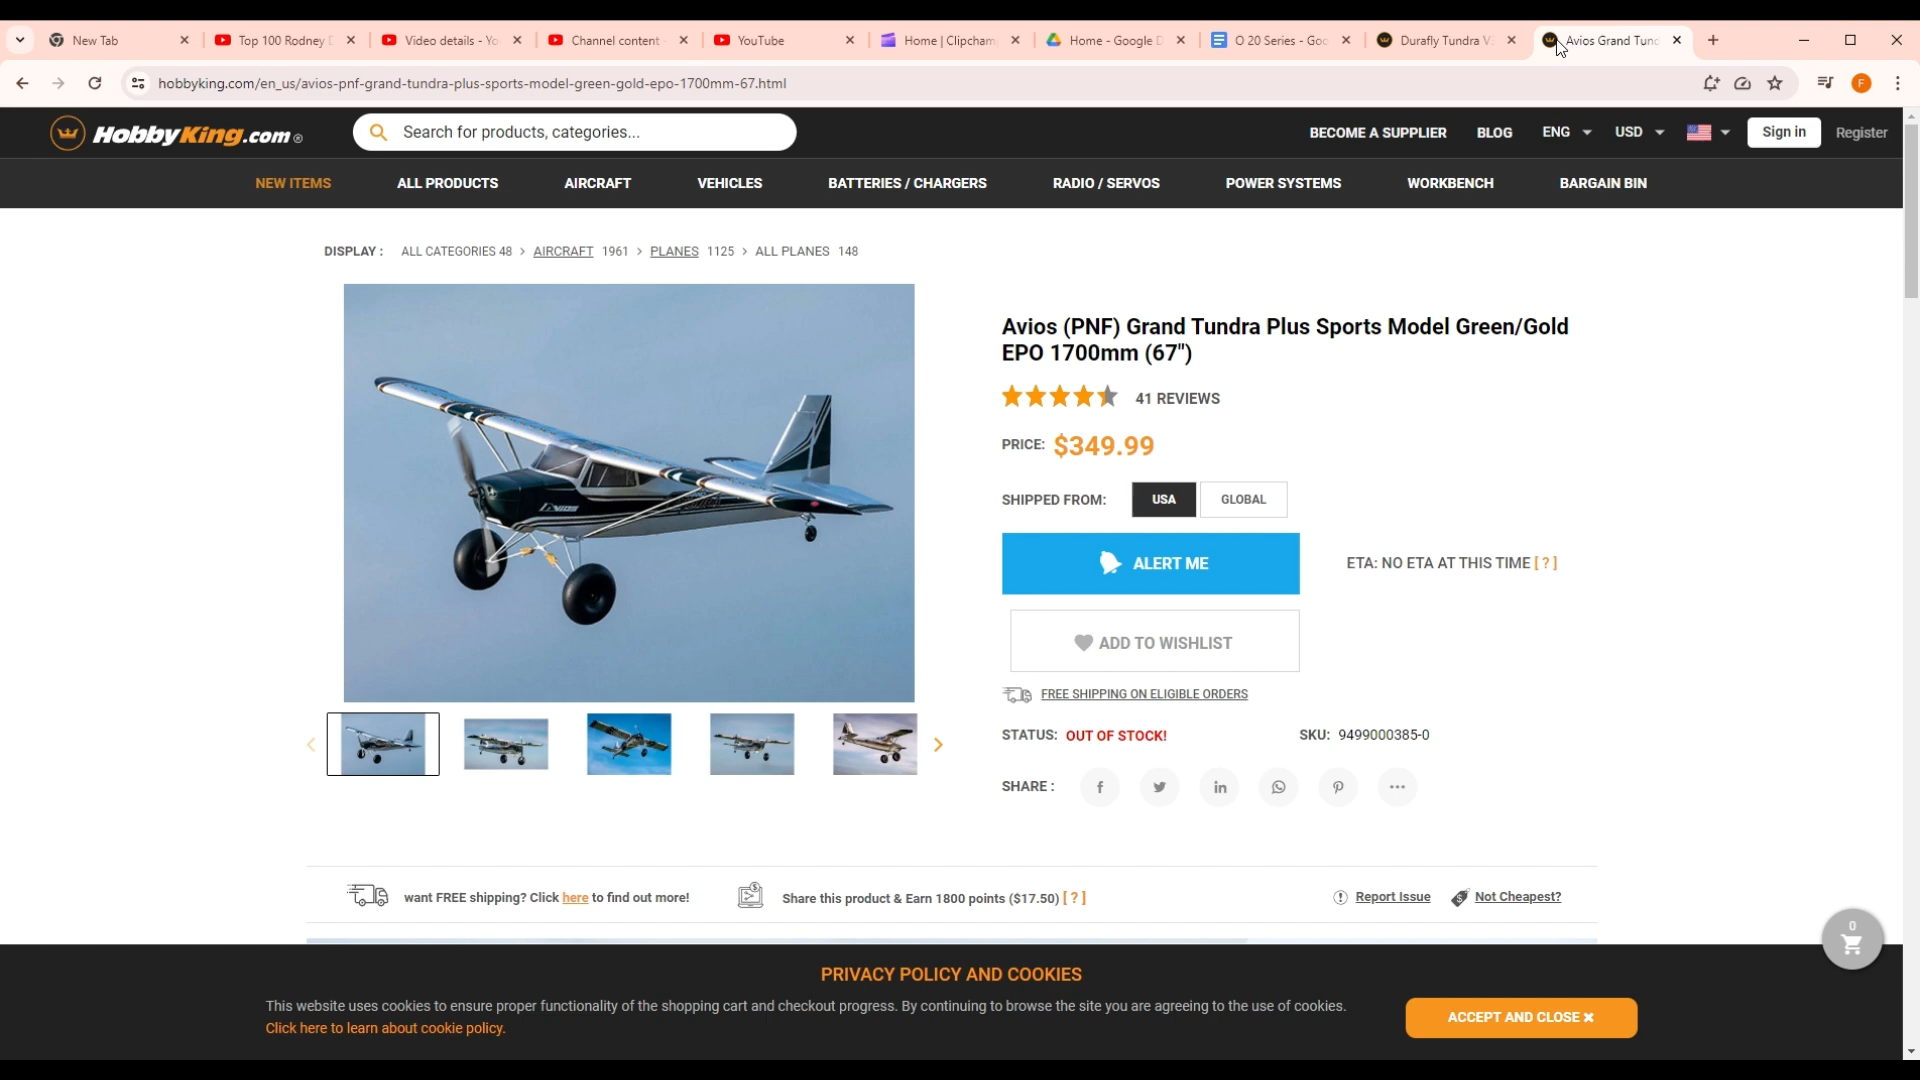 New Tab
Top 100 Rodney
Video details - Yo
Channel content
YouTube
Home | Clipcham
Home - Google D
O 20 Series - Goo
Durafly Tundra V
Avios Grand Tund
hobbyking.com/en_us/avios-pnf-grand-tundra-plus-sports-model-green-gold-epo-1700mm-67.html
F
HobbyKing.com®
Search for products, categories...
BECOME A SUPPLIER
BLOG
ENG
USD
Sign in
Register
NEW ITEMS
ALL PRODUCTS
AIRCRAFT
VEHICLES
BATTERIES / CHARGERS
RADIO / SERVOS
POWER SYSTEMS
WORKBENCH
BARGAIN BIN
DISPLAY : ALL CATEGORIES 48 > AIRCRAFT 1961 > PLANES 1125 > ALL PLANES 148
Avios (PNF) Grand Tundra Plus Sports Model Green/Gold
EPO 1700mm (67")
41 REVIEWS
PRICE: $349.99
SHIPPED FROM: USA GLOBAL
ALERT ME
ETA: NO ETA AT THIS TIME [ ? ]
ADD TO WISHLIST
FREE SHIPPING ON ELIGIBLE ORDERS
STATUS: OUT OF STOCK!
SKU: 9499000385-0
SHARE :
want FREE shipping? Click here to find out more!
Share this product & Earn 1800 points ($17.50) [ ? ]
Report Issue
Not Cheapest?
0
PRIVACY POLICY AND COOKIES
This website uses cookies to ensure proper functionality of the shopping cart and checkout progress. By continuing to browse the site you are agreeing to the use of cookies.
Click here to learn about cookie policy.
ACCEPT AND CLOSE ✖